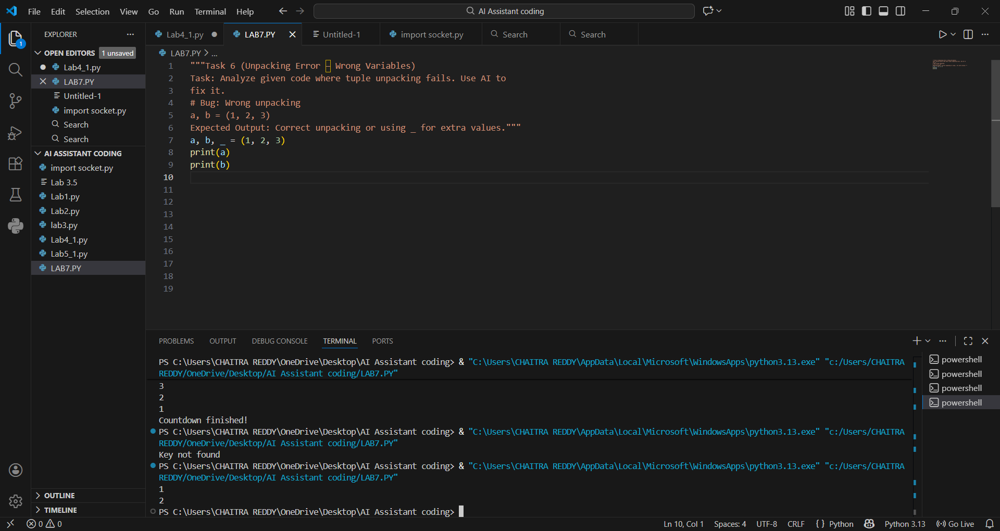 File Edit Selection View Go Run Terminal Help
AI Assistant coding
EXPLORER
OPEN EDITORS 1 unsaved
Lab4_1.py
LAB7.PY
Untitled-1
import socket.py
Search
Search
AI ASSISTANT CODING
import socket.py
Lab 3.5
Lab1.py
Lab2.py
lab3.py
Lab4_1.py
Lab5_1.py
LAB7.PY
OUTLINE
TIMELINE
1
Lab4_1.py LAB7.PY Untitled-1 import socket.py Search Search
LAB7.PY > ...
1 """Task 6 (Unpacking Error – Wrong Variables)
2 Task: Analyze given code where tuple unpacking fails. Use AI to
3 fix it.
4 # Bug: Wrong unpacking
5 a, b = (1, 2, 3)
6 Expected Output: Correct unpacking or using _ for extra values."""
7 a, b, _ = (1, 2, 3)
8 print(a)
9 print(b)
10
11
12
13
14
15
16
17
18
19
PROBLEMS OUTPUT DEBUG CONSOLE TERMINAL PORTS
PS C:\Users\CHAITRA REDDY\OneDrive\Desktop\AI Assistant coding> & "C:\Users\CHAITRA REDDY\AppData\Local\Microsoft\WindowsApps\python3.13.exe" "c:/Users/CHAITRA
REDDY/OneDrive/Desktop/AI Assistant coding/LAB7.PY"
3
2
1
Countdown finished!
PS C:\Users\CHAITRA REDDY\OneDrive\Desktop\AI Assistant coding> & "C:\Users\CHAITRA REDDY\AppData\Local\Microsoft\WindowsApps\python3.13.exe" "c:/Users/CHAITRA
REDDY/OneDrive/Desktop/AI Assistant coding/LAB7.PY"
Key not found
PS C:\Users\CHAITRA REDDY\OneDrive\Desktop\AI Assistant coding> & "C:\Users\CHAITRA REDDY\AppData\Local\Microsoft\WindowsApps\python3.13.exe" "c:/Users/CHAITRA
REDDY/OneDrive/Desktop/AI Assistant coding/LAB7.PY"
1
2
PS C:\Users\CHAITRA REDDY\OneDrive\Desktop\AI Assistant coding>
powershell
powershell
powershell
powershell
0 0 Ln 10, Col 1 Spaces: 4 UTF-8 CRLF {} Python Python 3.13 Go Live